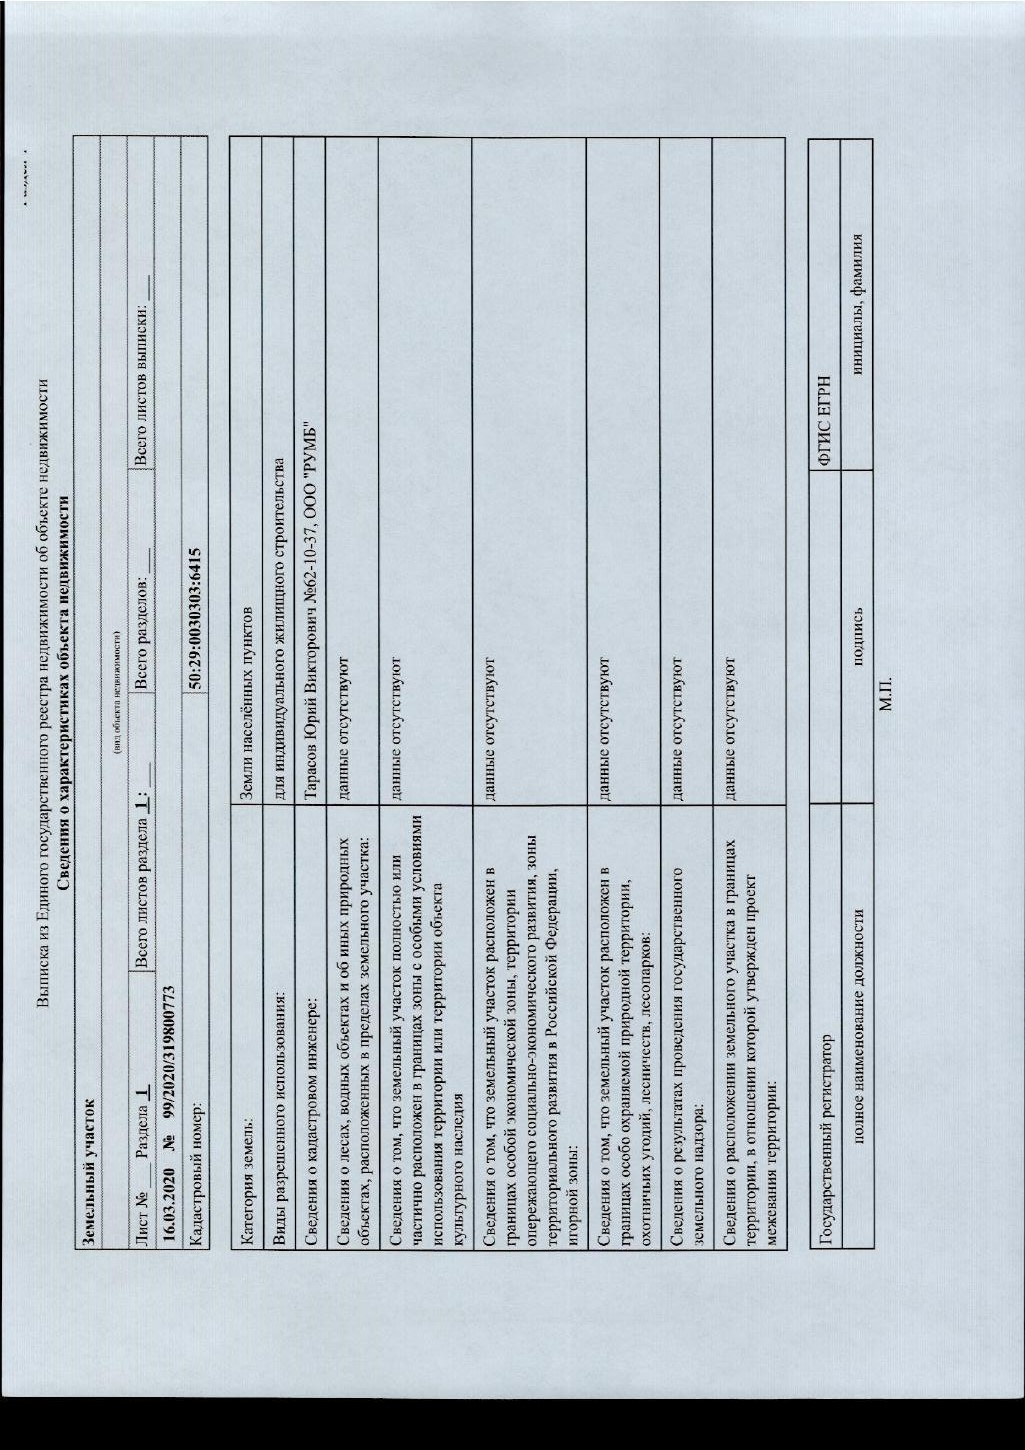 Выписка из Единого государственного реестра недвижимости об объекте недвижимости
Сведения о характеристиках объекта недвижимости
Земельный участок
(вид объекта недвижимости)
Лист № ___ Раздела 1 Всего листов раздела 1 : ___ Всего разделов: ___ Всего листов выписки: ___
16.03.2020 № 99/2020/319800773
Кадастровый номер: 50:29:0030303:6415
Категория земель: Земли населённых пунктов
Виды разрешенного использования: для индивидуального жилищного строительства
Сведения о кадастровом инженере: Тарасов Юрий Викторович №62-10-37, ООО "РУМБ"
Сведения о лесах, водных объектах и об иных природных
объектах, расположенных в пределах земельного участка:
данные отсутствуют
Сведения о том, что земельный участок полностью или
частично расположен в границах зоны с особыми условиями
использования территории или территории объекта
культурного наследия
данные отсутствуют
Сведения о том, что земельный участок расположен в
границах особой экономической зоны, территории
опережающего социально-экономического развития, зоны
территориального развития в Российской Федерации,
игорной зоны:
данные отсутствуют
Сведения о том, что земельный участок расположен в
границах особо охраняемой природной территории,
охотничьих угодий, лесничеств, лесопарков:
данные отсутствуют
Сведения о результатах проведения государственного
земельного надзора:
данные отсутствуют
Сведения о расположении земельного участка в границах
территории, в отношении которой утвержден проект
межевания территории:
данные отсутствуют
Государственный регистратор ФГИС ЕГРН
полное наименование должности подпись инициалы, фамилия
М.П.